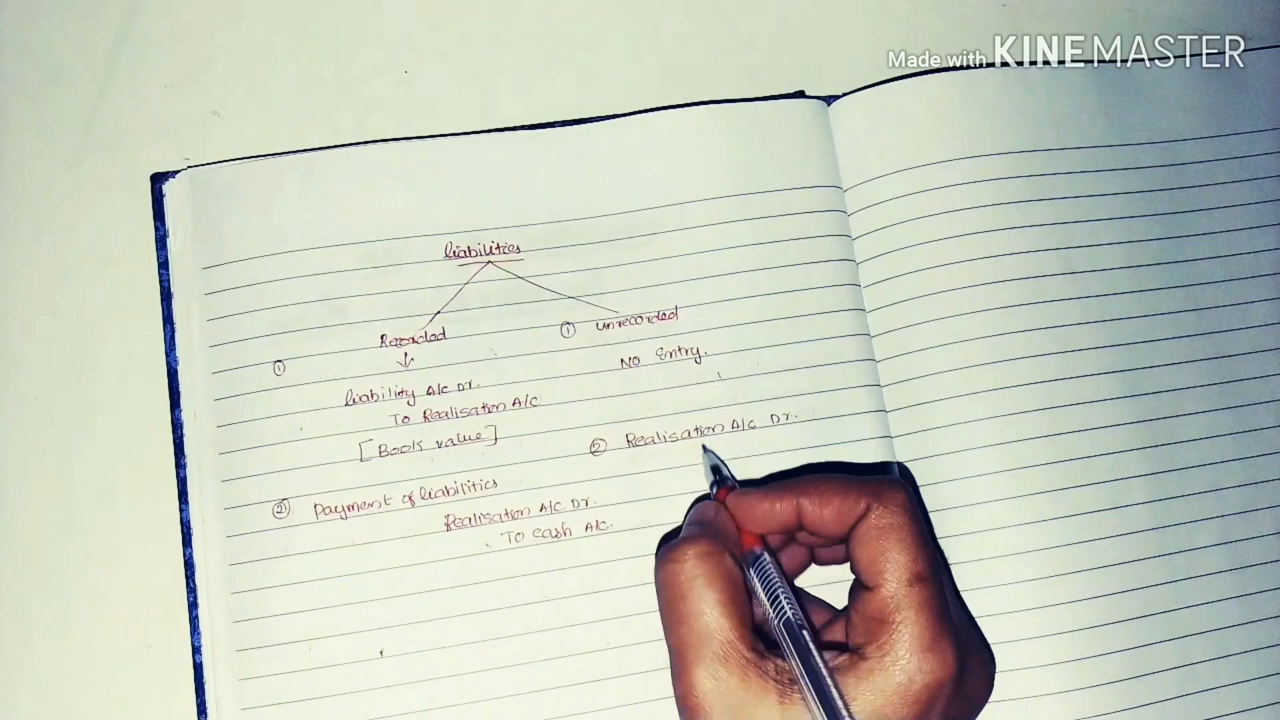 Made with KINEMASTER
liabilities
Recorded
① unrecorded
①
NO Entry.
liability A/c Dr.
To Realisation A/c
[Book value]
② Realisation A/c Dr.
② Payment of liabilities
Realisation A/c Dr.
To cash A/c.